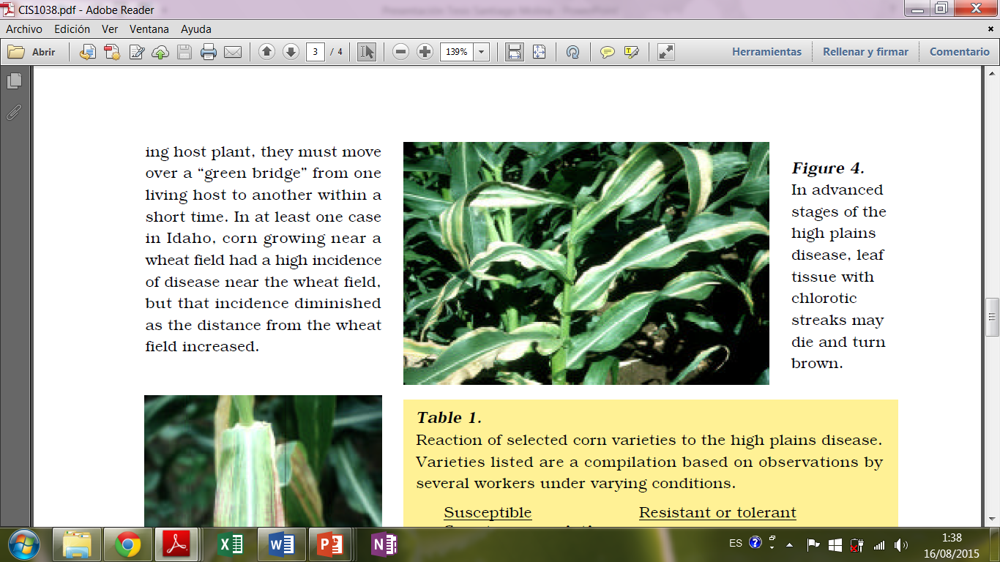 CIS1038.pdf - Adobe Reader
Archivo Edición Ver Ventana Ayuda
Abrir 3 / 4 139% Herramientas Rellenar y firmar Comentario
ing host plant, they must move
over a “green bridge” from one
living host to another within a
short time. In at least one case
in Idaho, corn growing near a
wheat field had a high incidence
of disease near the wheat field,
but that incidence diminished
as the distance from the wheat
field increased.
Figure 4.
In advanced
stages of the
high plains
disease, leaf
tissue with
chlorotic
streaks may
die and turn
brown.
Table 1.
Reaction of selected corn varieties to the high plains disease.
Varieties listed are a compilation based on observations by
several workers under varying conditions.
Susceptible Resistant or tolerant
ES 1:38
16/08/2015